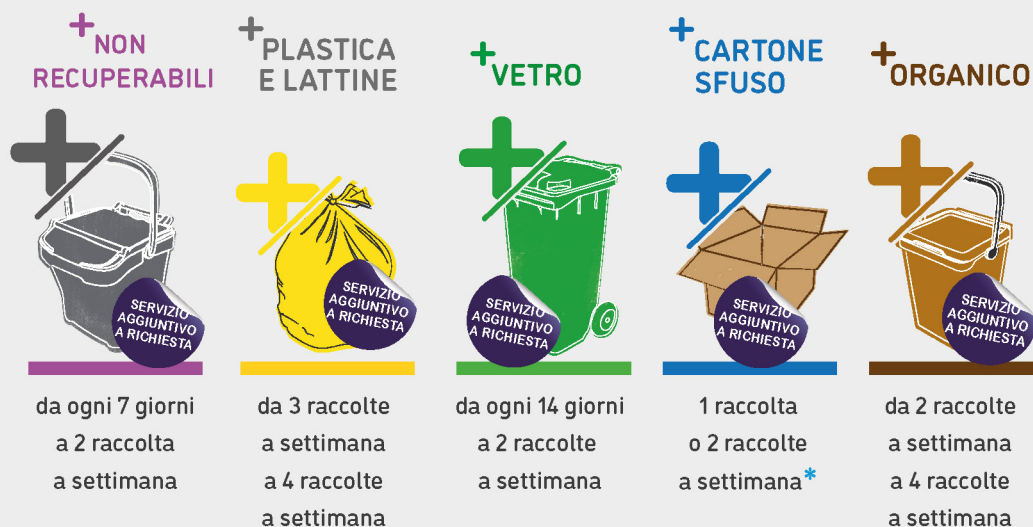 +NON
RECUPERABILI
SERVIZIO
AGGIUNTIVO
A RICHIESTA
da ogni 7 giorni
a 2 raccolta
a settimana
+PLASTICA
E LATTINE
SERVIZIO
AGGIUNTIVO
A RICHIESTA
da 3 raccolte
a settimana
a 4 raccolte
a settimana
+VETRO
SERVIZIO
AGGIUNTIVO
A RICHIESTA
da ogni 14 giorni
a 2 raccolte
a settimana
+CARTONE
SFUSO
SERVIZIO
AGGIUNTIVO
A RICHIESTA
1 raccolta
o 2 raccolte
a settimana*
+ORGANICO
SERVIZIO
AGGIUNTIVO
A RICHIESTA
da 2 raccolte
a settimana
a 4 raccolte
a settimana